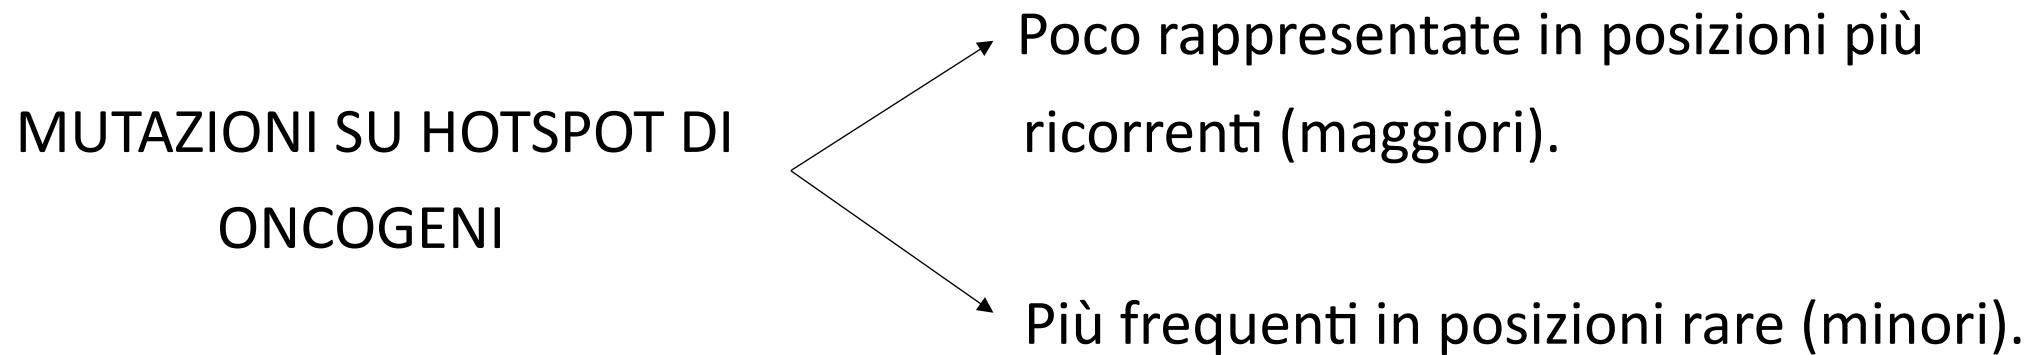 MUTAZIONI SU HOTSPOT DI
ONCOGENI
Poco rappresentate in posizioni più
ricorrenti (maggiori).
Più frequenti in posizioni rare (minori).